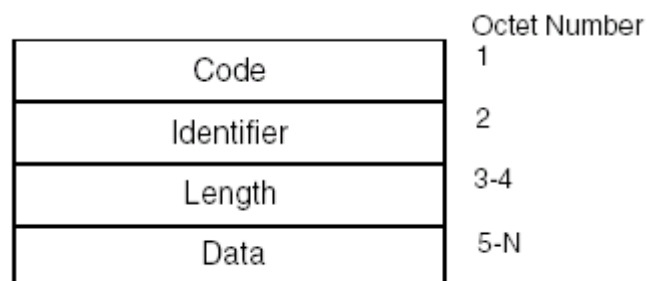 Octet Number
Code 1
Identifier 2
Length 3-4
Data 5-N